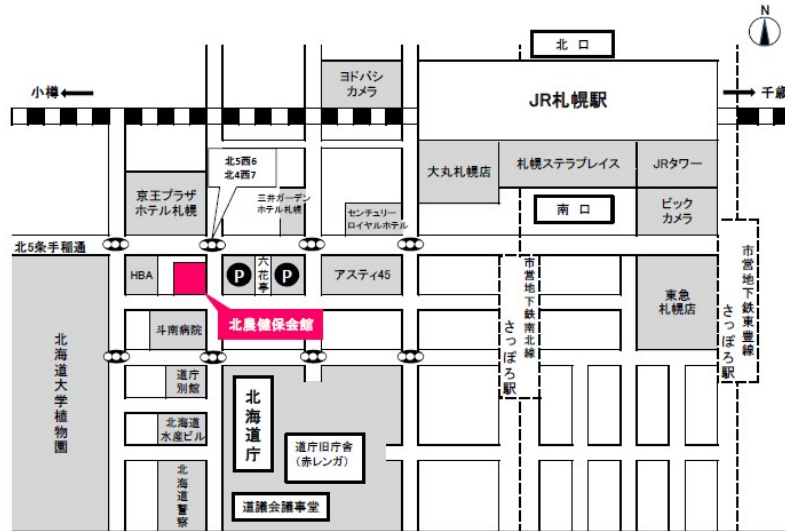 N
北 口
ヨドバシ
カメラ
小樽
JR札幌駅
千歳
北5西6
北4西7
大丸札幌店
札幌ステラプレイス
JRタワー
京王プラザ
ホテル札幌
三井ガーデン
ホテル札幌
センチュリー
ロイヤルホテル
南 口
ビック
カメラ
北5条手稲通
HBA
P
六花亭
P
アスティ45
市営地下鉄南北線
さっぽろ駅
東急
札幌店
市営地下鉄東豊線
さっぽろ駅
北農健保会館
斗南病院
北海道大学植物園
道庁
別館
北海道庁
北海道
水産ビル
道庁旧庁舎
(赤レンガ)
北海道警察
道議会議事堂